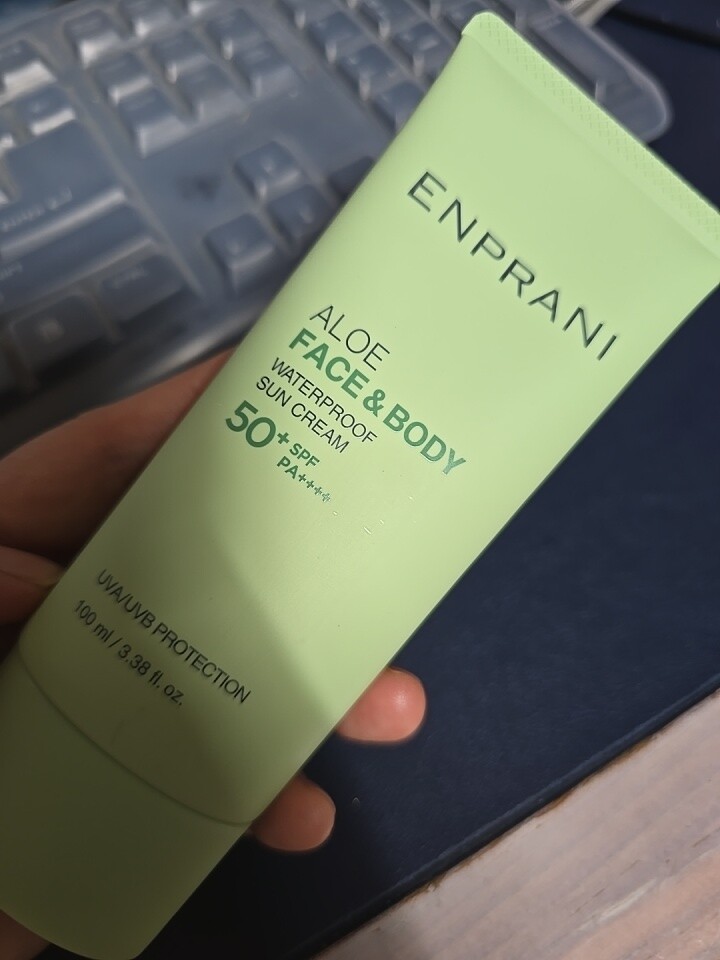 ENPRANI
ALOE
FACE & BODY
WATERPROOF
SUN CREAM
50+ SPF
PA++++
UVA/UVB PROTECTION
100 ml / 3.38 fl. oz.